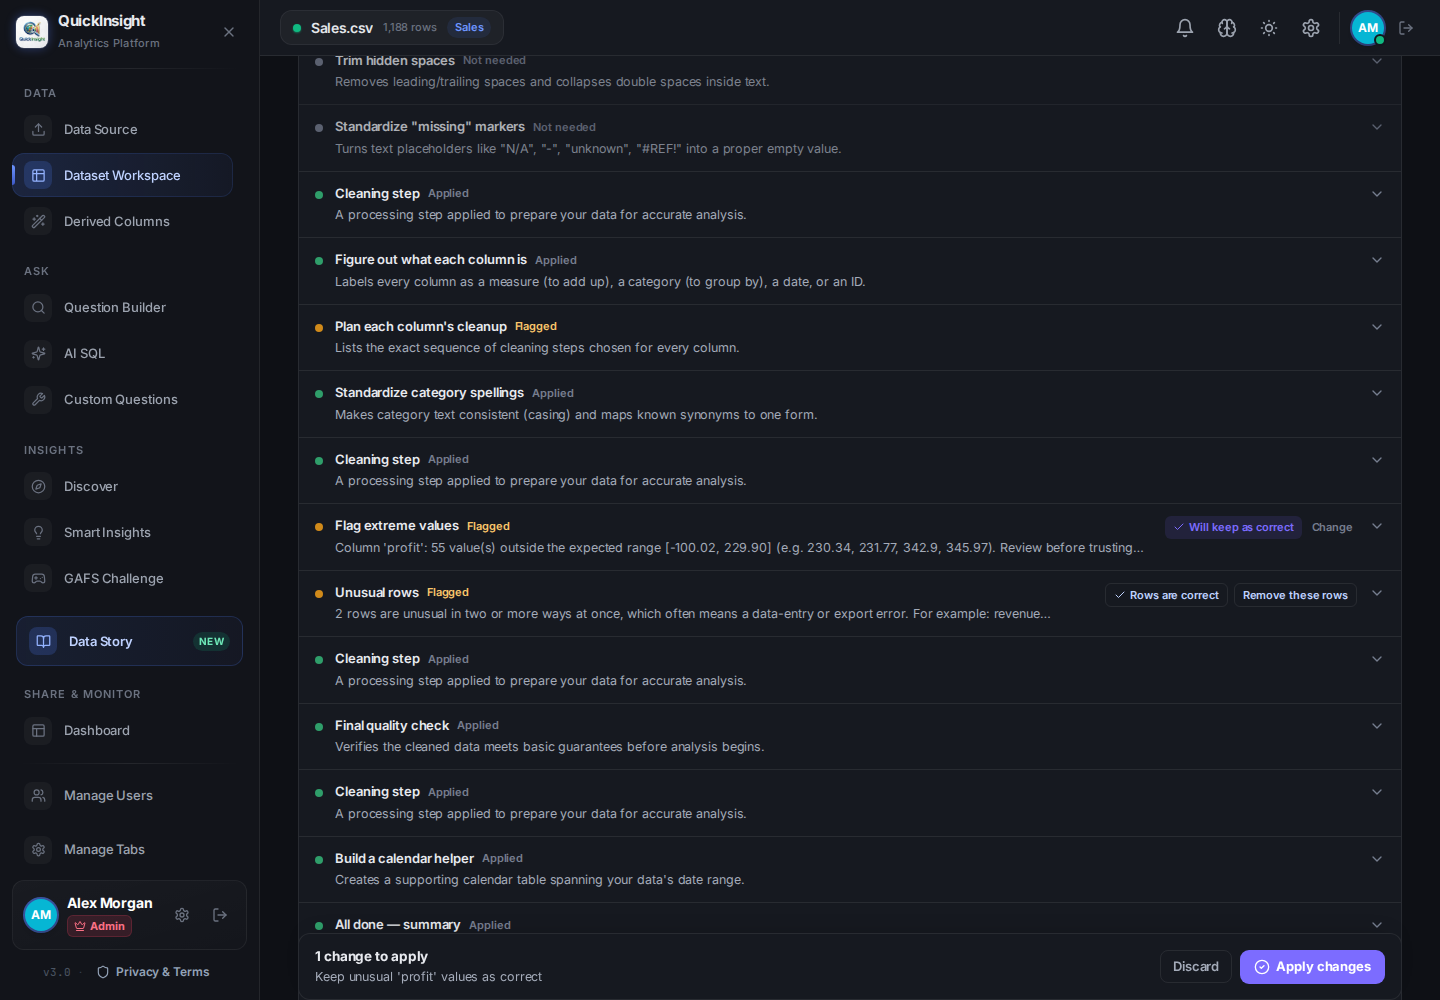 QuickInsight
Analytics Platform
DATA
Data Source
Dataset Workspace
Derived Columns
ASK
Question Builder
AI SQL
Custom Questions
INSIGHTS
Discover
Smart Insights
GAFS Challenge
Data Story NEW
SHARE & MONITOR
Dashboard
Manage Users
Manage Tabs
AM Alex Morgan
Admin
v3.0 · Privacy & Terms
Sales.csv 1,188 rows Sales
AM
Trim hidden spaces Not needed
Removes leading/trailing spaces and collapses double spaces inside text.
Standardize "missing" markers Not needed
Turns text placeholders like "N/A", "-", "unknown", "#REF!" into a proper empty value.
Cleaning step Applied
A processing step applied to prepare your data for accurate analysis.
Figure out what each column is Applied
Labels every column as a measure (to add up), a category (to group by), a date, or an ID.
Plan each column's cleanup Flagged
Lists the exact sequence of cleaning steps chosen for every column.
Standardize category spellings Applied
Makes category text consistent (casing) and maps known synonyms to one form.
Cleaning step Applied
A processing step applied to prepare your data for accurate analysis.
Flag extreme values Flagged Will keep as correct Change
Column 'profit': 55 value(s) outside the expected range [-100.02, 229.90] (e.g. 230.34, 231.77, 342.9, 345.97). Review before trusting...
Unusual rows Flagged Rows are correct Remove these rows
2 rows are unusual in two or more ways at once, which often means a data-entry or export error. For example: revenue...
Cleaning step Applied
A processing step applied to prepare your data for accurate analysis.
Final quality check Applied
Verifies the cleaned data meets basic guarantees before analysis begins.
Cleaning step Applied
A processing step applied to prepare your data for accurate analysis.
Build a calendar helper Applied
Creates a supporting calendar table spanning your data's date range.
All done — summary Applied
1 change to apply
Keep unusual 'profit' values as correct
Discard Apply changes